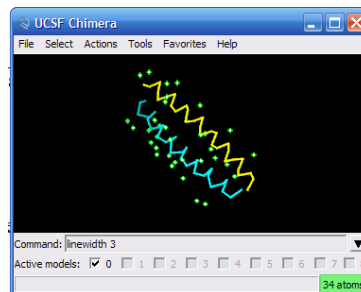 UCSF Chimera
File Select Actions Tools Favorites Help
Command: linewidth 3
Active models: 0 1 2 3 4 5 6 7
34 atoms